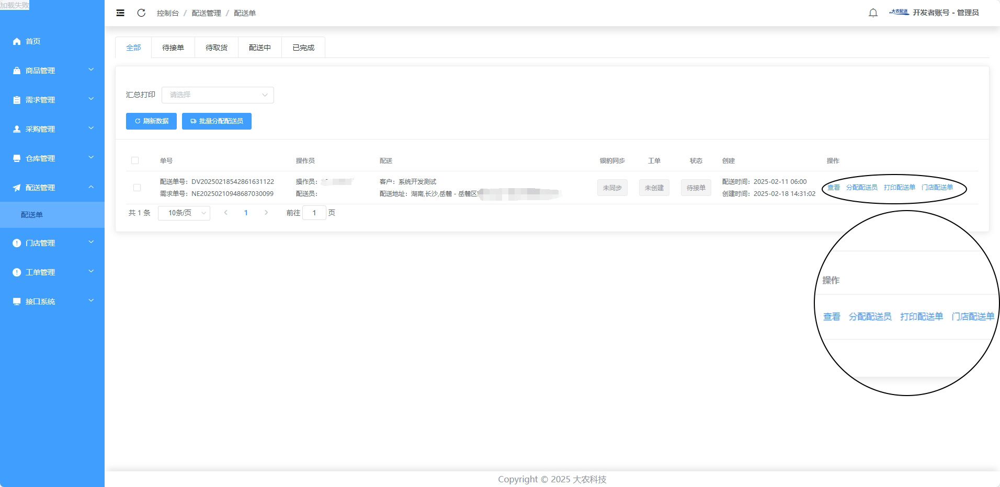 加载失败
控制台 / 配送管理 / 配送单
大农配送 开发者账号 - 管理员
首页
商品管理
需求管理
采购管理
仓库管理
配送管理
配送单
门店管理
工单管理
接口系统
全部 待接单 待取货 配送中 已完成
汇总打印 请选择
刷新数据 批量分配配送员
单号 操作员 配送 银豹同步 工单 状态 创建 操作
配送单号：DV20250218542861631122 操作员： 客户：系统开发测试 未同步 未创建 待接单 配送时间：2025-02-11 06:00 查看 分配配送员 打印配送单 门店配送单
需求单号：NE20250210948687030099 配送员： 配送地址：湖南,长沙,岳麓 - 岳麓区 创建时间：2025-02-18 14:31:02
共 1 条 10条/页 1 前往 1 页
操作
查看 分配配送员 打印配送单 门店配送单
Copyright © 2025 大农科技